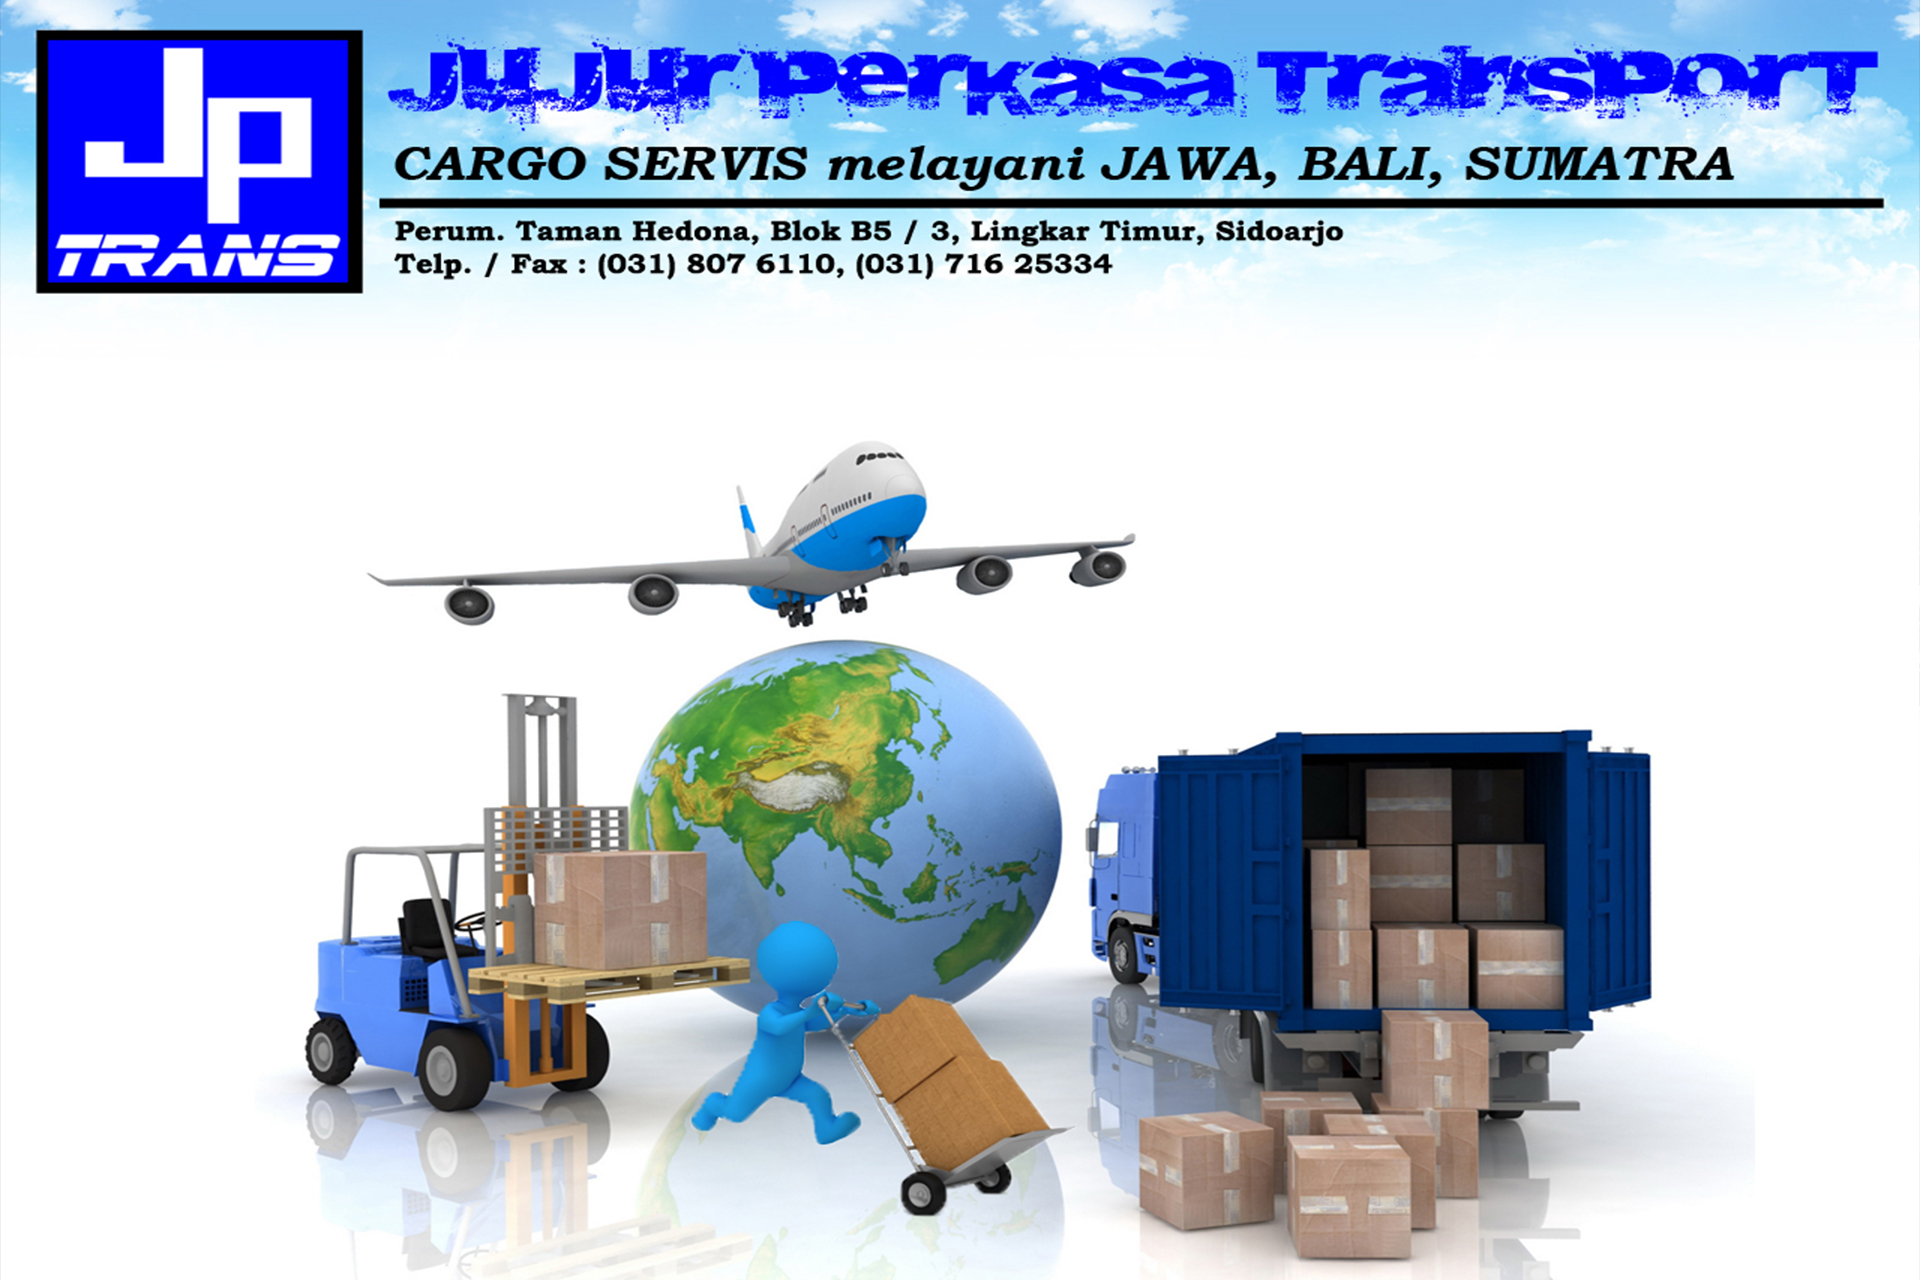 JP
TRANS
JuJur Perkasa Transport
CARGO SERVIS melayani JAWA, BALI, SUMATRA
Perum. Taman Hedona, Blok B5 / 3, Lingkar Timur, Sidoarjo
Telp. / Fax : (031) 807 6110, (031) 716 25334